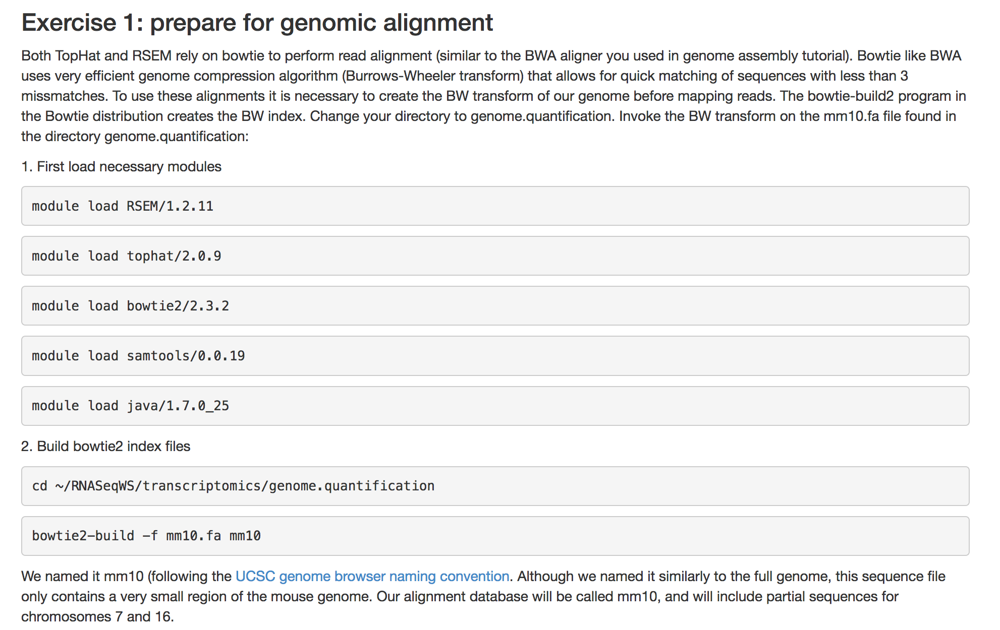 Exercise 1: prepare for genomic alignment
Both TopHat and RSEM rely on bowtie to perform read alignment (similar to the BWA aligner you used in genome assembly tutorial). Bowtie like BWA
uses very efficient genome compression algorithm (Burrows-Wheeler transform) that allows for quick matching of sequences with less than 3
missmatches. To use these alignments it is necessary to create the BW transform of our genome before mapping reads. The bowtie-build2 program in
the Bowtie distribution creates the BW index. Change your directory to genome.quantification. Invoke the BW transform on the mm10.fa file found in
the directory genome.quantification:
1. First load necessary modules
module load RSEM/1.2.11
module load tophat/2.0.9
module load bowtie2/2.3.2
module load samtools/0.0.19
module load java/1.7.0_25
2. Build bowtie2 index files
cd ~/RNASeqWS/transcriptomics/genome.quantification
bowtie2-build -f mm10.fa mm10
We named it mm10 (following the UCSC genome browser naming convention. Although we named it similarly to the full genome, this sequence file
only contains a very small region of the mouse genome. Our alignment database will be called mm10, and will include partial sequences for
chromosomes 7 and 16.